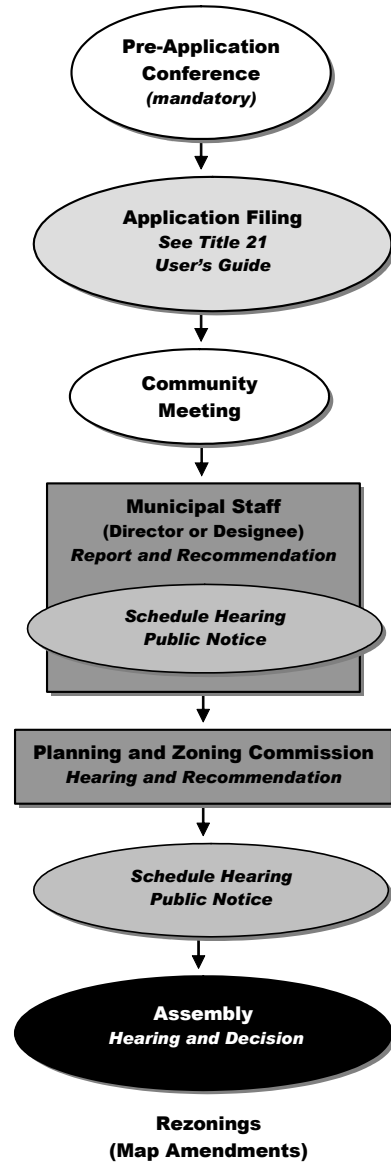 Pre-Application
Conference
(mandatory)
Application Filing
See Title 21
User's Guide
Community
Meeting
Municipal Staff
(Director or Designee)
Report and Recommendation
Schedule Hearing
Public Notice
Planning and Zoning Commission
Hearing and Recommendation
Schedule Hearing
Public Notice
Assembly
Hearing and Decision
Rezonings
(Map Amendments)